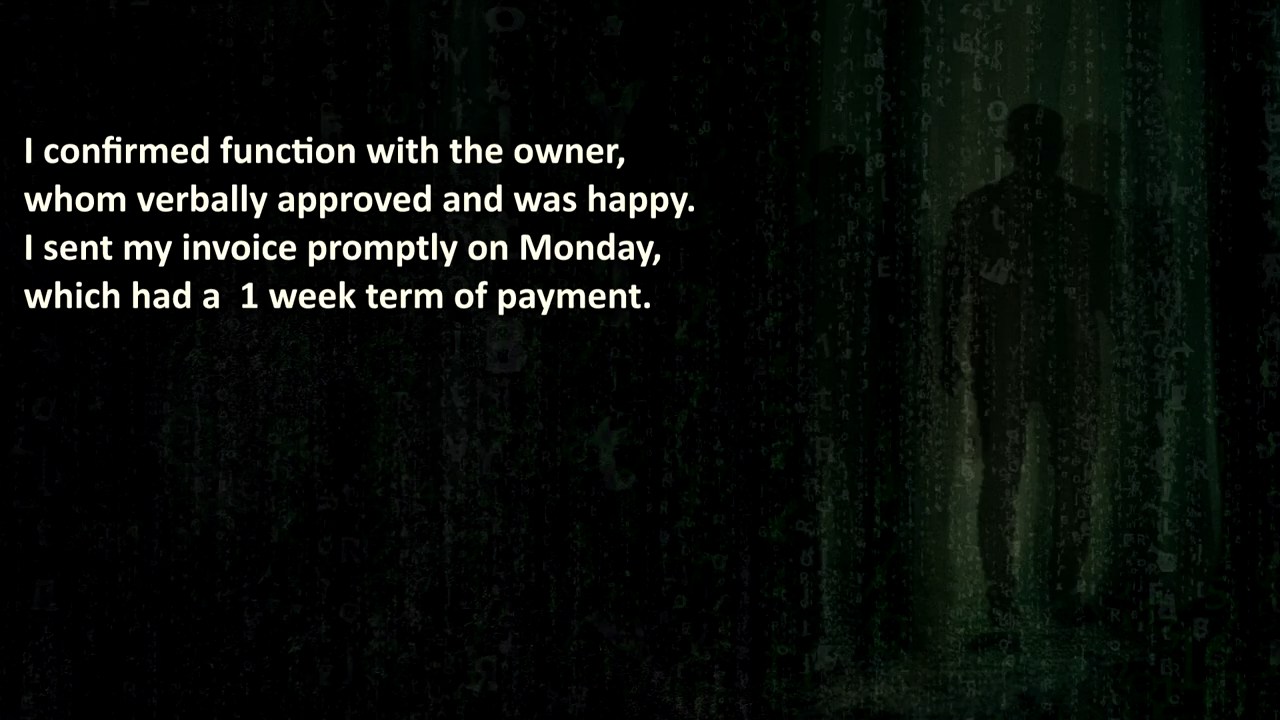 I confirmed function with the owner,
whom verbally approved and was happy.
I sent my invoice promptly on Monday,
which had a  1 week term of payment.